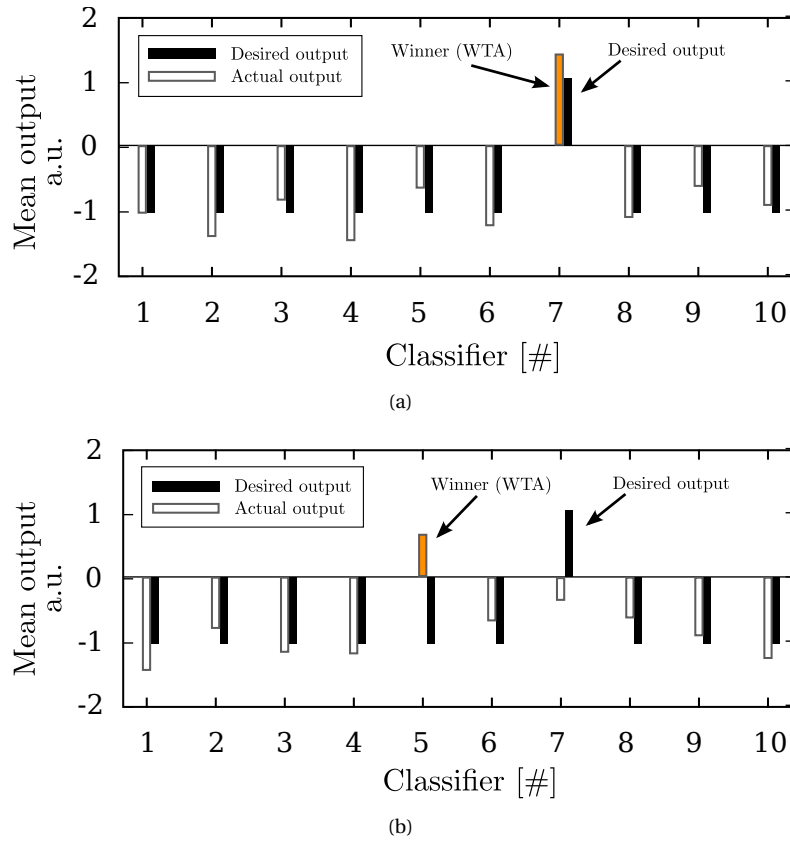 2
1
0
-1
-2
Mean output
a.u.
Desired output
Actual output
Winner (WTA)
Desired output
1 2 3 4 5 6 7 8 9 10
Classifier [#]
(a)
2
1
0
-1
-2
Mean output
a.u.
Desired output
Actual output
Winner (WTA)
Desired output
1 2 3 4 5 6 7 8 9 10
Classifier [#]
(b)